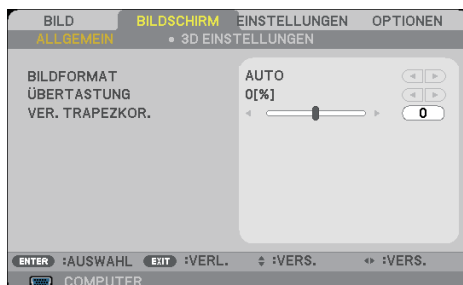 BILD BILDSCHIRM EINSTELLUNGEN OPTIONEN
ALLGEMEIN • 3D EINSTELLUNGEN
BILDFORMAT AUTO
ÜBERTASTUNG 0[%]
VER. TRAPEZKOR. 0
ENTER :AUSWAHL EXIT :VERL. :VERS. :VERS.
COMPUTER